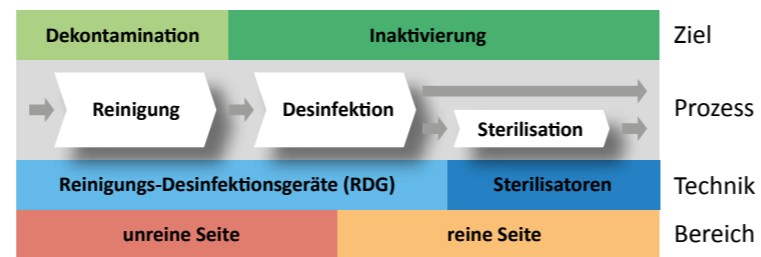 Dekontamination Inaktivierung Ziel
Reinigung Desinfektion Sterilisation Prozess
Reinigungs-Desinfektionsgeräte (RDG) Sterilisatoren Technik
unreine Seite reine Seite Bereich